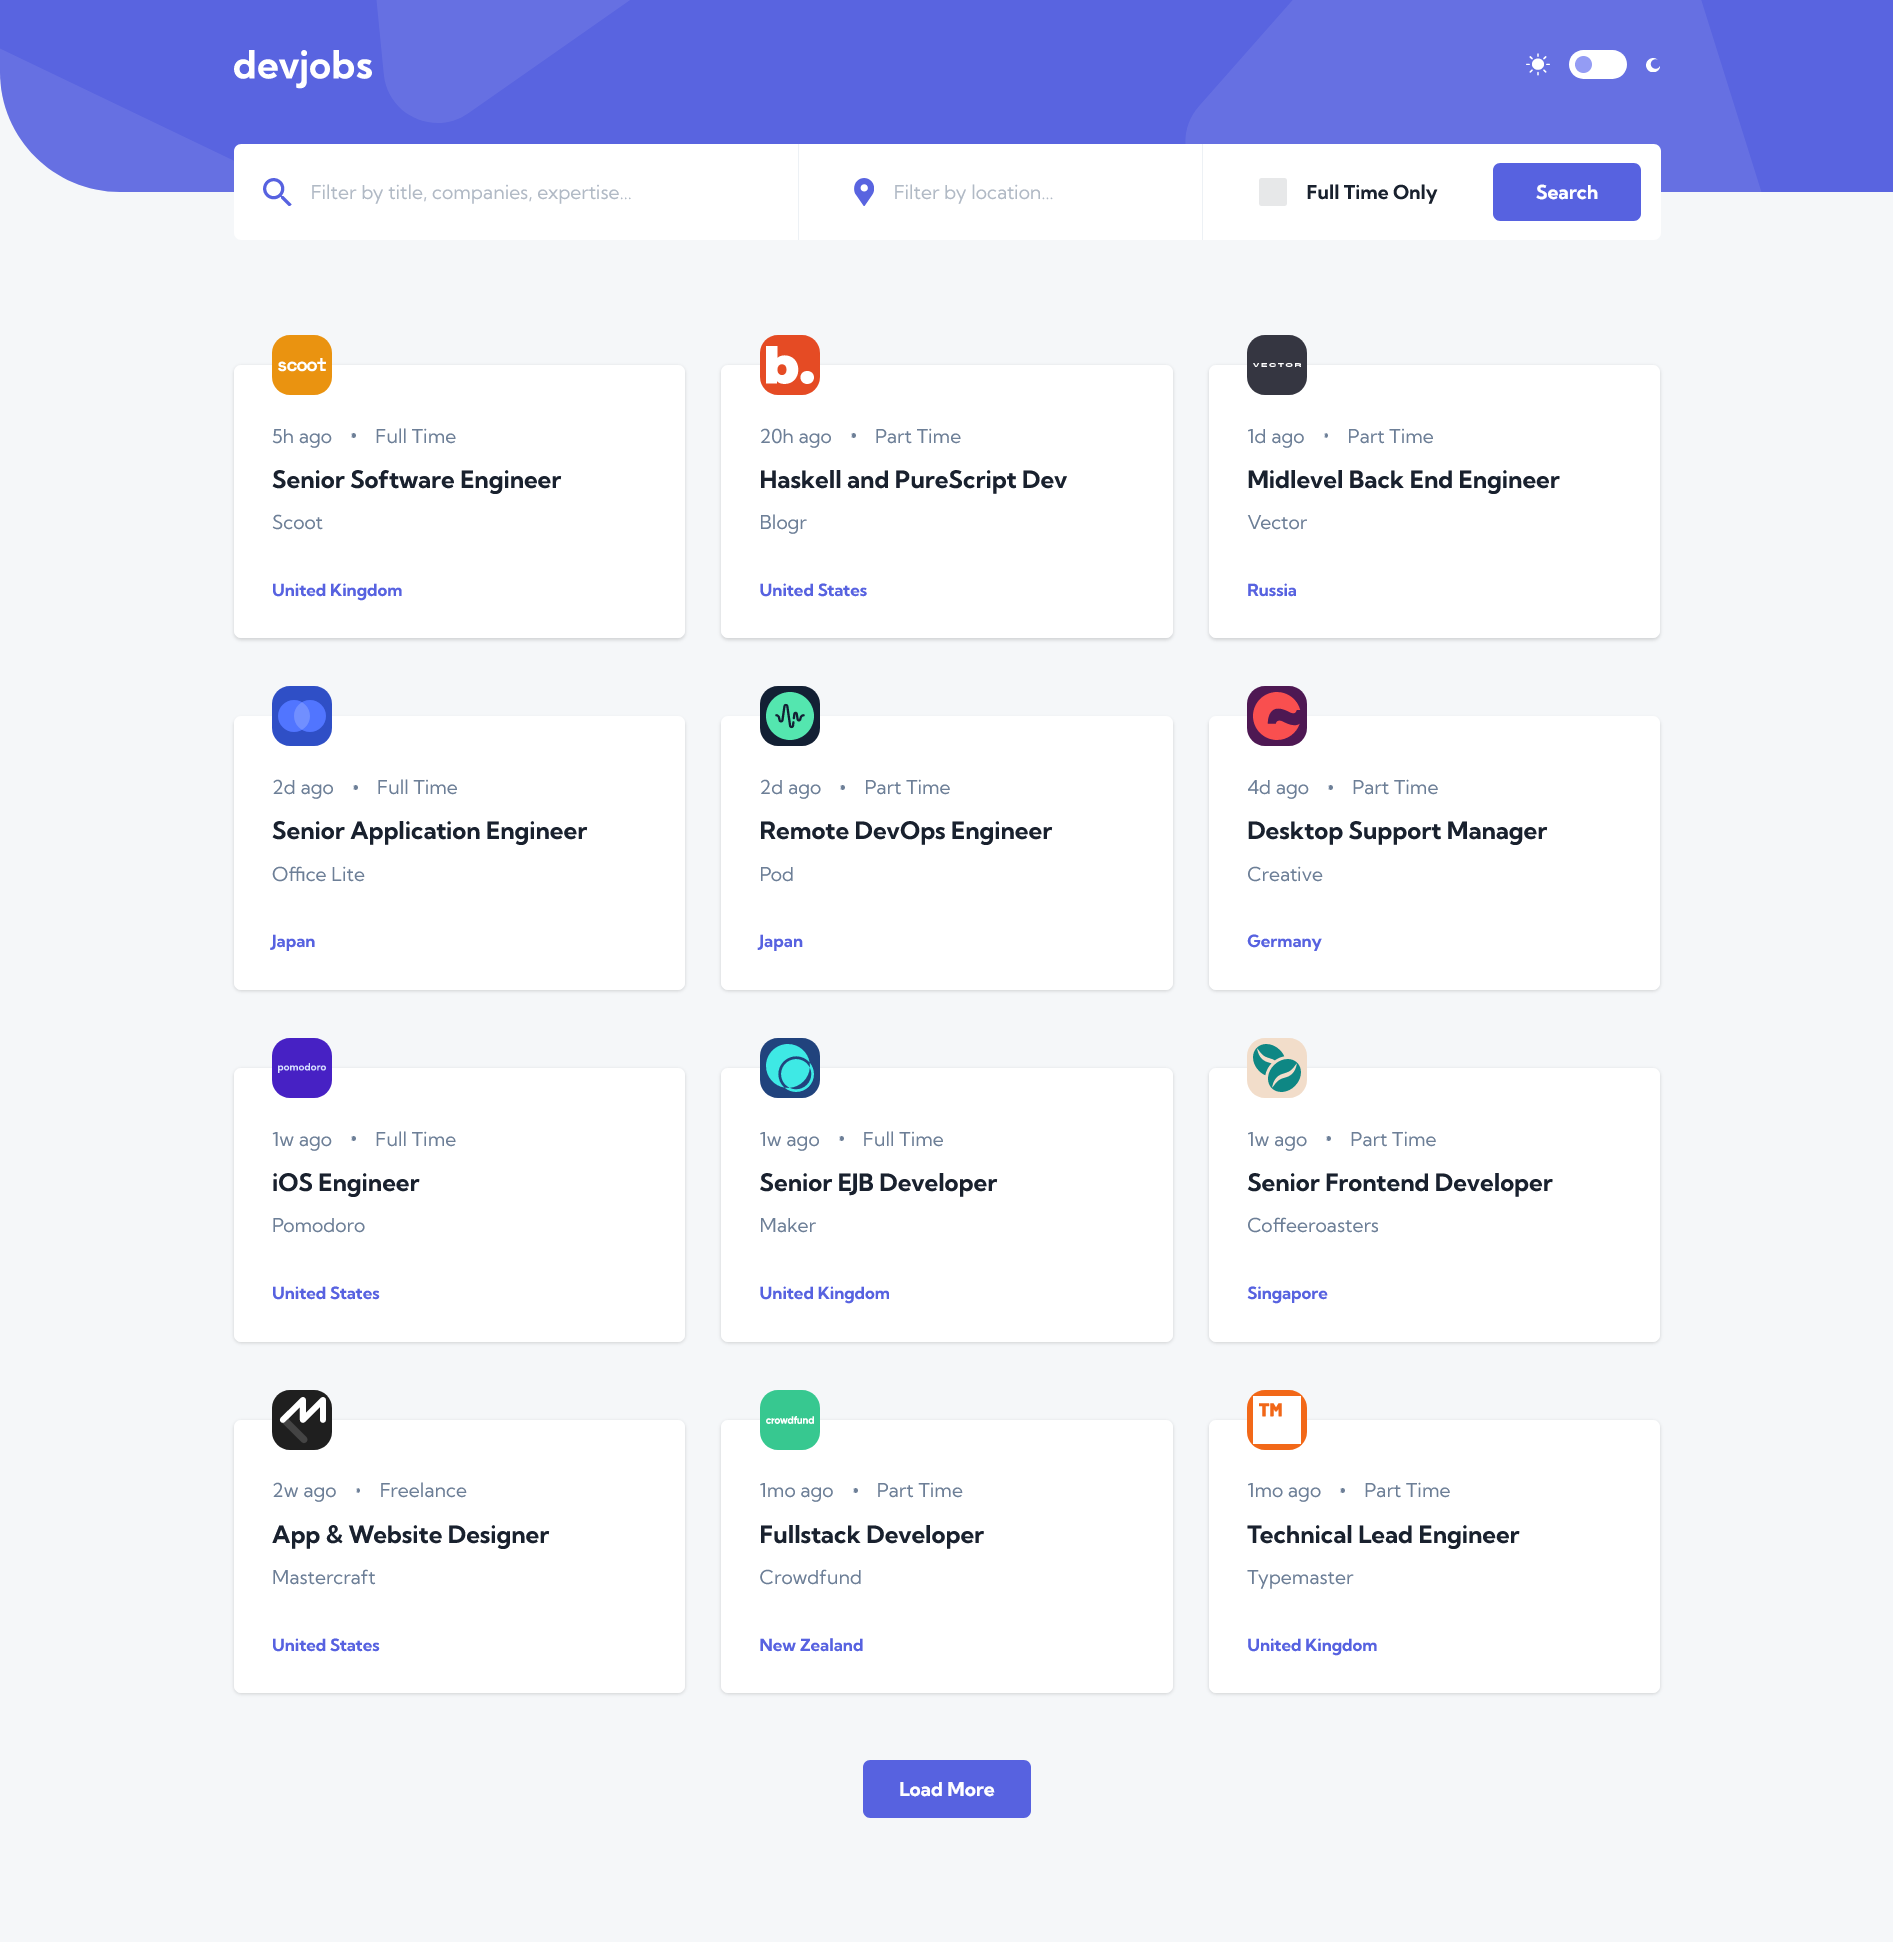 devjobs
Filter by title, companies, expertise...
Filter by location...
Full Time Only
Search
scoot
5h ago • Full Time
Senior Software Engineer
Scoot
United Kingdom
b.
20h ago • Part Time
Haskell and PureScript Dev
Blogr
United States
VECTOR
1d ago • Part Time
Midlevel Back End Engineer
Vector
Russia
2d ago • Full Time
Senior Application Engineer
Office Lite
Japan
2d ago • Part Time
Remote DevOps Engineer
Pod
Japan
4d ago • Part Time
Desktop Support Manager
Creative
Germany
pomodoro
1w ago • Full Time
iOS Engineer
Pomodoro
United States
1w ago • Full Time
Senior EJB Developer
Maker
United Kingdom
1w ago • Part Time
Senior Frontend Developer
Coffeeroasters
Singapore
2w ago • Freelance
App & Website Designer
Mastercraft
United States
crowdfund
1mo ago • Part Time
Fullstack Developer
Crowdfund
New Zealand
TM
1mo ago • Part Time
Technical Lead Engineer
Typemaster
United Kingdom
Load More